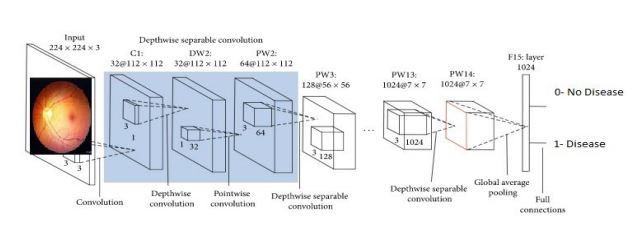 Input
224 × 224 × 3
Depthwise separable convolution
C1:
32@112 × 112
DW2:
32@112 × 112
PW2:
64@112 × 112
PW3:
128@56 × 56
PW13:
1024@7 × 7
PW14:
1024@7 × 7
F15: layer
1024
0- No Disease
1- Disease
3
3
3
1
1
32
3
64
3
128
...
3
1024
Convolution
Depthwise
convolution
Pointwise
convolution
Depthwise separable
convolution
Depthwise separable
convolution
Global average
pooling
Full
connections